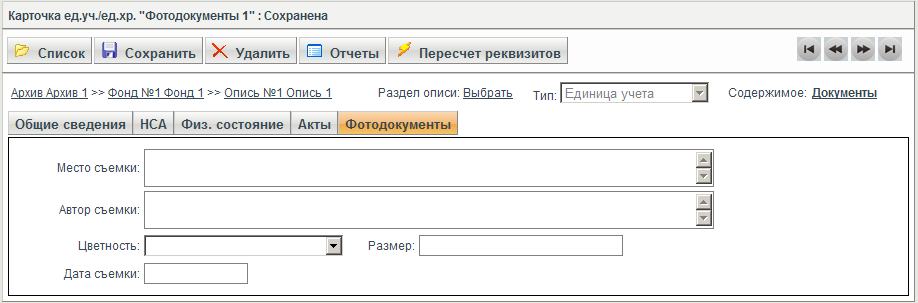 Карточка ед.уч./ед.хр. "Фотодокументы 1" : Сохранена
Список Сохранить Удалить Отчеты Пересчет реквизитов
Архив Архив 1 >> Фонд №1 Фонд 1 >> Опись №1 Опись 1 Раздел описи: Выбрать Тип: Единица учета Содержимое: Документы
Общие сведения НСА Физ. состояние Акты Фотодокументы
Место съемки:
Автор съемки:
Цветность: Размер:
Дата съемки: